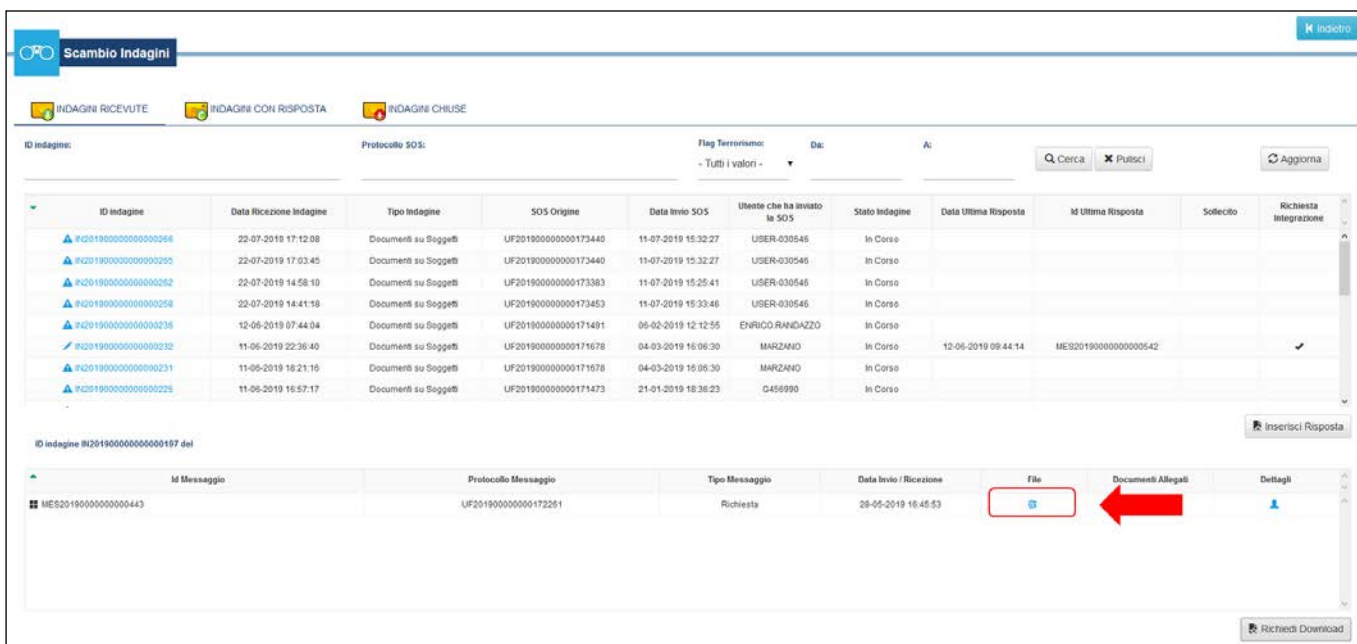 Indietro
Scambio Indagini
INDAGINI RICEVUTE INDAGINI CON RISPOSTA INDAGINI CHIUSE
ID indagine: Protocollo SOS: Flag Terrorismo: Da: A:
- Tutti i valori - Cerca Pulisci Aggiorna
ID indagine Data Ricezione Indagine Tipo Indagine SOS Origine Data Invio SOS Utente che ha inviato la SOS Stato Indagine Data Ultima Risposta Id Ultima Risposta Sollecito Richiesta Integrazione
IN201900000000000266 22-07-2019 17:12:08 Documenti su Soggetti UF201900000000173440 11-07-2019 15:32:27 USER-030546 In Corso
IN201900000000000265 22-07-2019 17:03:45 Documenti su Soggetti UF201900000000173440 11-07-2019 15:32:27 USER-030546 In Corso
IN201900000000000262 22-07-2019 14:58:10 Documenti su Soggetti UF201900000000173383 11-07-2019 15:25:41 USER-030546 In Corso
IN201900000000000258 22-07-2019 14:41:18 Documenti su Soggetti UF201900000000173453 11-07-2019 15:33:46 USER-030546 In Corso
IN201900000000000236 12-06-2019 07:44:04 Documenti su Soggetti UF201900000000171491 06-02-2019 12:12:55 ENRICO.RANDAZZO In Corso
IN201900000000000232 11-06-2019 22:36:40 Documenti su Soggetti UF201900000000171678 04-03-2019 16:06:30 MARZANO In Corso 12-06-2019 09:44:14 MES20190000000000542
IN201900000000000231 11-06-2019 18:21:16 Documenti su Soggetti UF201900000000171678 04-03-2019 16:06:30 MARZANO In Corso
IN201900000000000225 11-06-2019 16:57:17 Documenti su Soggetti UF201900000000171473 21-01-2019 18:36:23 G456990 In Corso
Inserisci Risposta
ID indagine IN201900000000000197 del
Id Messaggio Protocollo Messaggio Tipo Messaggio Data Invio / Ricezione File Documenti Allegati Dettagli
MES20190000000000443 UF201900000000172261 Richiesta 28-05-2019 16:45:53
Richiedi Download